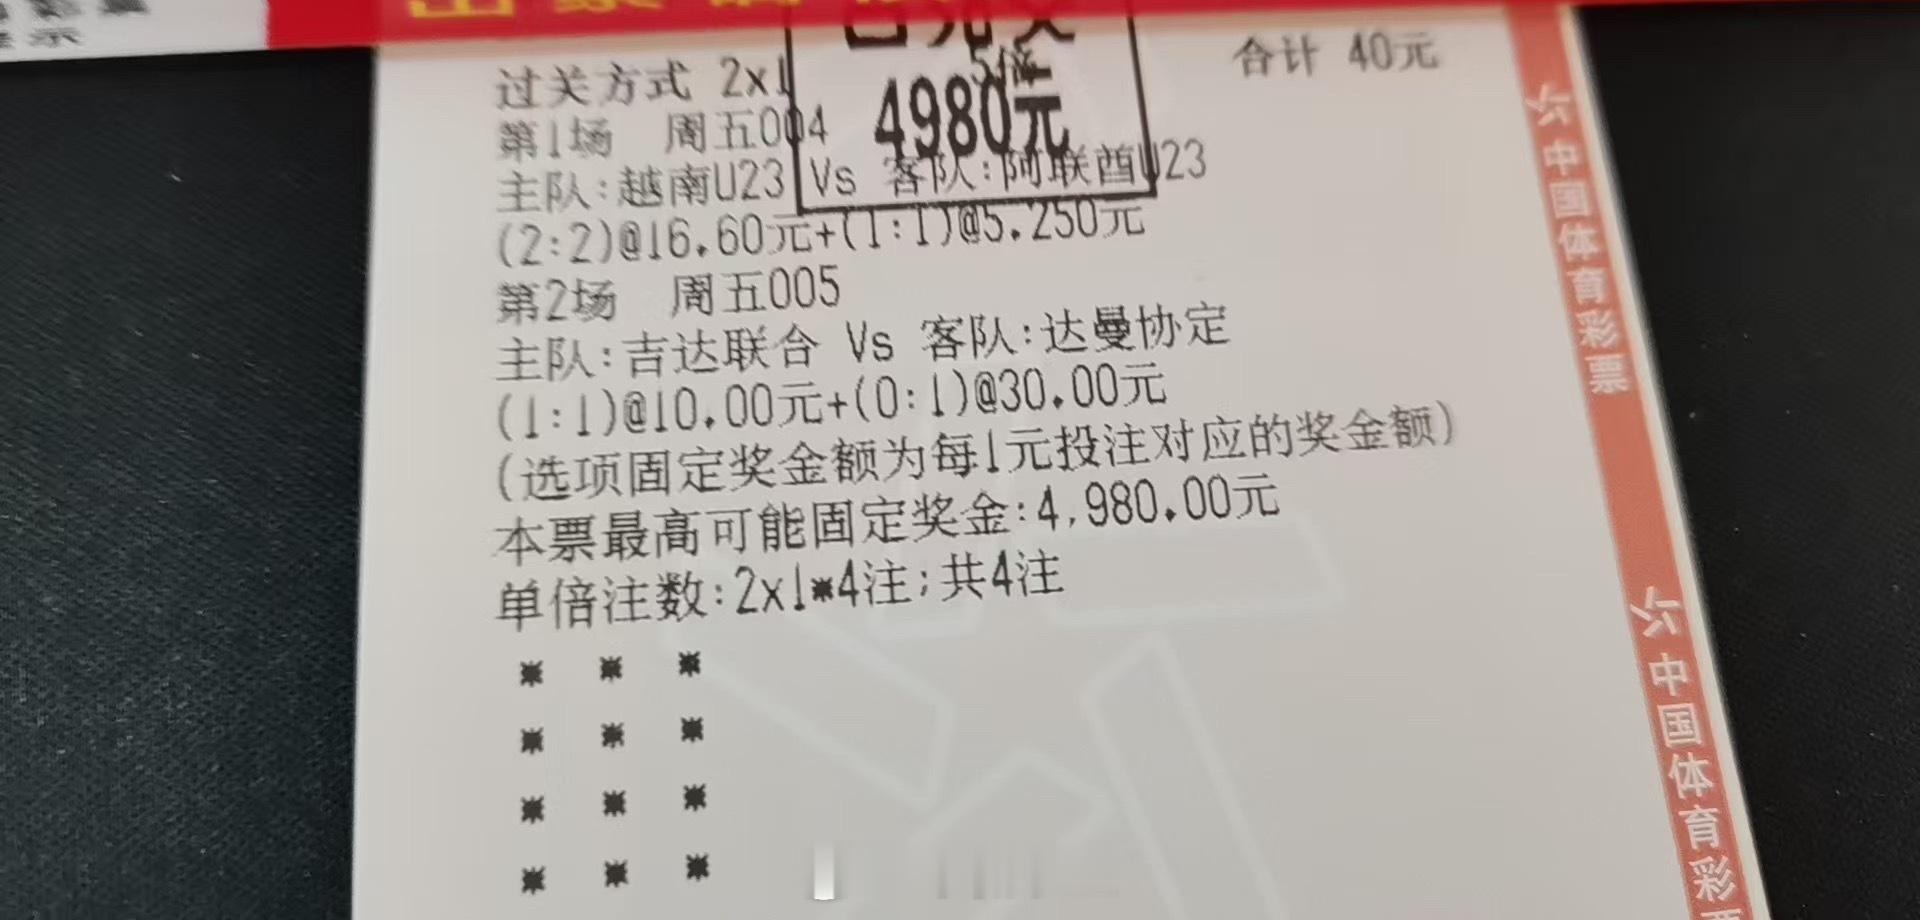 过关方式 2x1 5倍 合计 40元
4980元
第1场 周五004
主队:越南U23 Vs 客队:阿联酋U23
(2:2)@16.60元+(1:1)@5.250元
第2场 周五005
主队:吉达联合 Vs 客队:达曼协定
(1:1)@10.00元+(0:1)@30.00元
(选项固定奖金额为每1元投注对应的奖金额)
本票最高可能固定奖金:4,980.00元
单倍注数:2x1*4注;共4注
* * *
* * *
* * *
* * *
中国体育彩票
中国体育彩